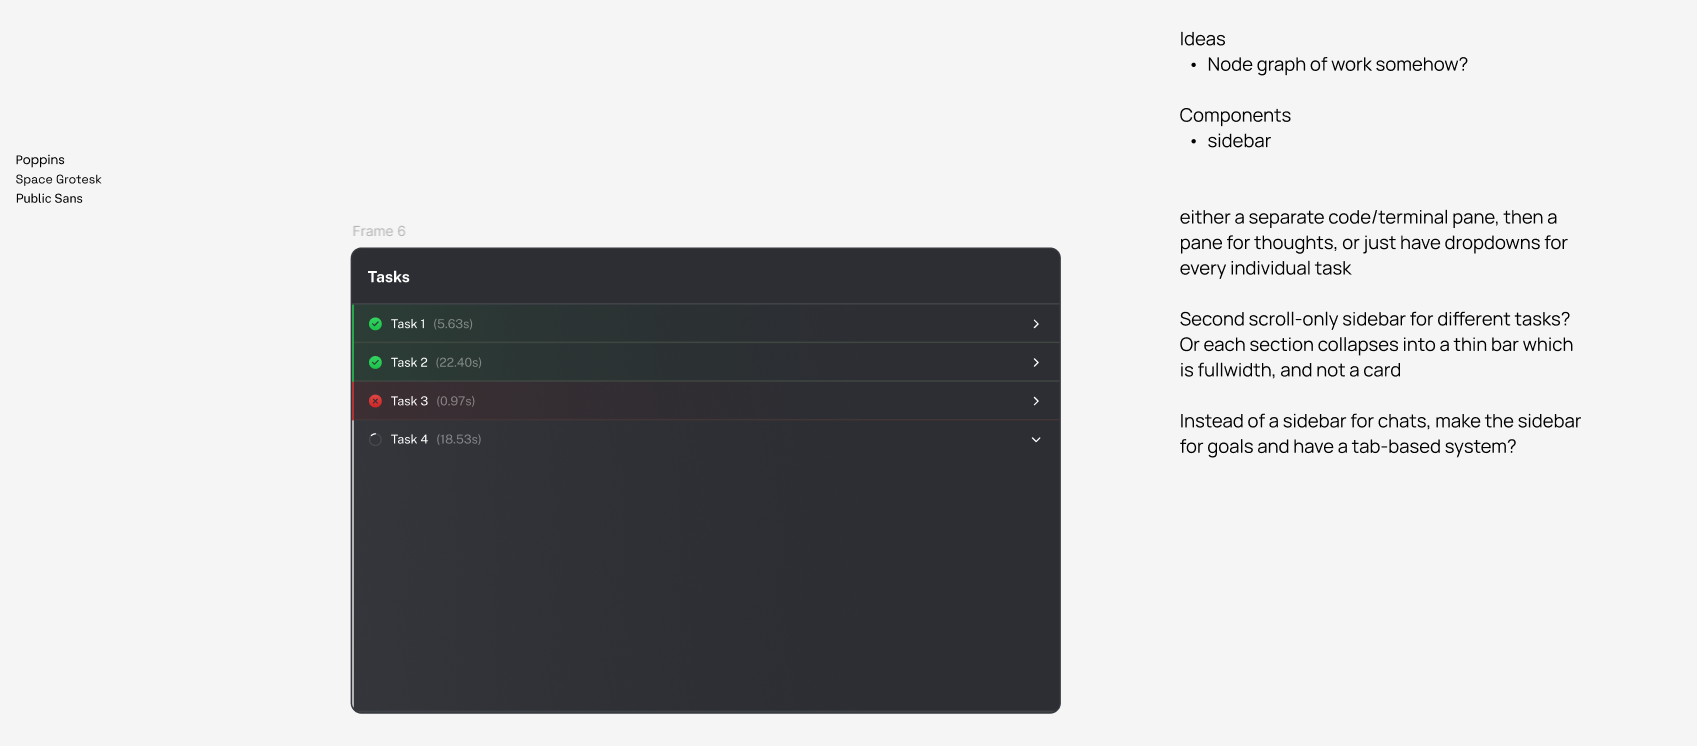 Poppins
Space Grotesk
Public Sans
Frame 6
Tasks
Task 1 (5.63s)
Task 2 (22.40s)
Task 3 (0.97s)
Task 4 (18.53s)
Ideas
• Node graph of work somehow?
Components
• sidebar
either a separate code/terminal pane, then a
pane for thoughts, or just have dropdowns for
every individual task
Second scroll-only sidebar for different tasks?
Or each section collapses into a thin bar which
is fullwidth, and not a card
Instead of a sidebar for chats, make the sidebar
for goals and have a tab-based system?